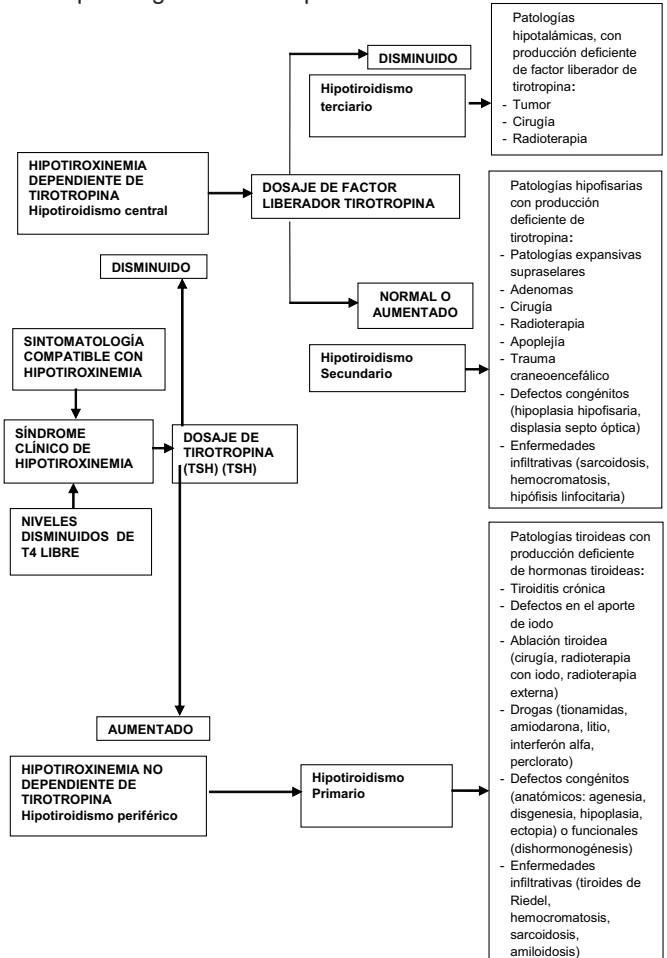 DISMINUIDO
Hipotiroidismo
terciario
Patologías
hipotalámicas, con
producción deficiente
de factor liberador de
tirotropina:
- Tumor
- Cirugía
- Radioterapia
HIPOTIROXINEMIA
DEPENDIENTE DE
TIROTROPINA
Hipotiroidismo central
DOSAJE DE FACTOR
LIBERADOR TIROTROPINA
NORMAL O
AUMENTADO
Hipotiroidismo
Secundario
Patologías hipofisarias
con producción
deficiente de
tirotropina:
- Patologías expansivas
supraselares
- Adenomas
- Cirugía
- Radioterapia
- Apoplejía
- Trauma
craneoencefálico
- Defectos congénitos
(hipoplasia hipofisaria,
displasia septo óptica)
- Enfermedades
infiltrativas (sarcoidosis,
hemocromatosis,
hipófisis linfocitaria)
DISMINUIDO
SINTOMATOLOGÍA
COMPATIBLE CON
HIPOTIROXINEMIA
SÍNDROME
CLÍNICO DE
HIPOTIROXINEMIA
NIVELES
DISMINUIDOS DE
T4 LIBRE
DOSAJE DE
TIROTROPINA
(TSH) (TSH)
AUMENTADO
HIPOTIROXINEMIA NO
DEPENDIENTE DE
TIROTROPINA
Hipotiroidismo periférico
Hipotiroidismo
Primario
Patologías tiroideas con
producción deficiente
de hormonas tiroideas:
- Tiroiditis crónica
- Defectos en el aporte
de iodo
- Ablación tiroidea
(cirugía, radioterapia
con iodo, radioterapia
externa)
- Drogas (tionamidas,
amiodarona, litio,
interferón alfa,
perclorato)
- Defectos congénitos
(anatómicos: agenesia,
disgenesia, hipoplasia,
ectopia) o funcionales
(dishormonogénesis)
- Enfermedades
infiltrativas (tiroides de
Riedel,
hemocromatosis,
sarcoidosis,
amiloidosis)